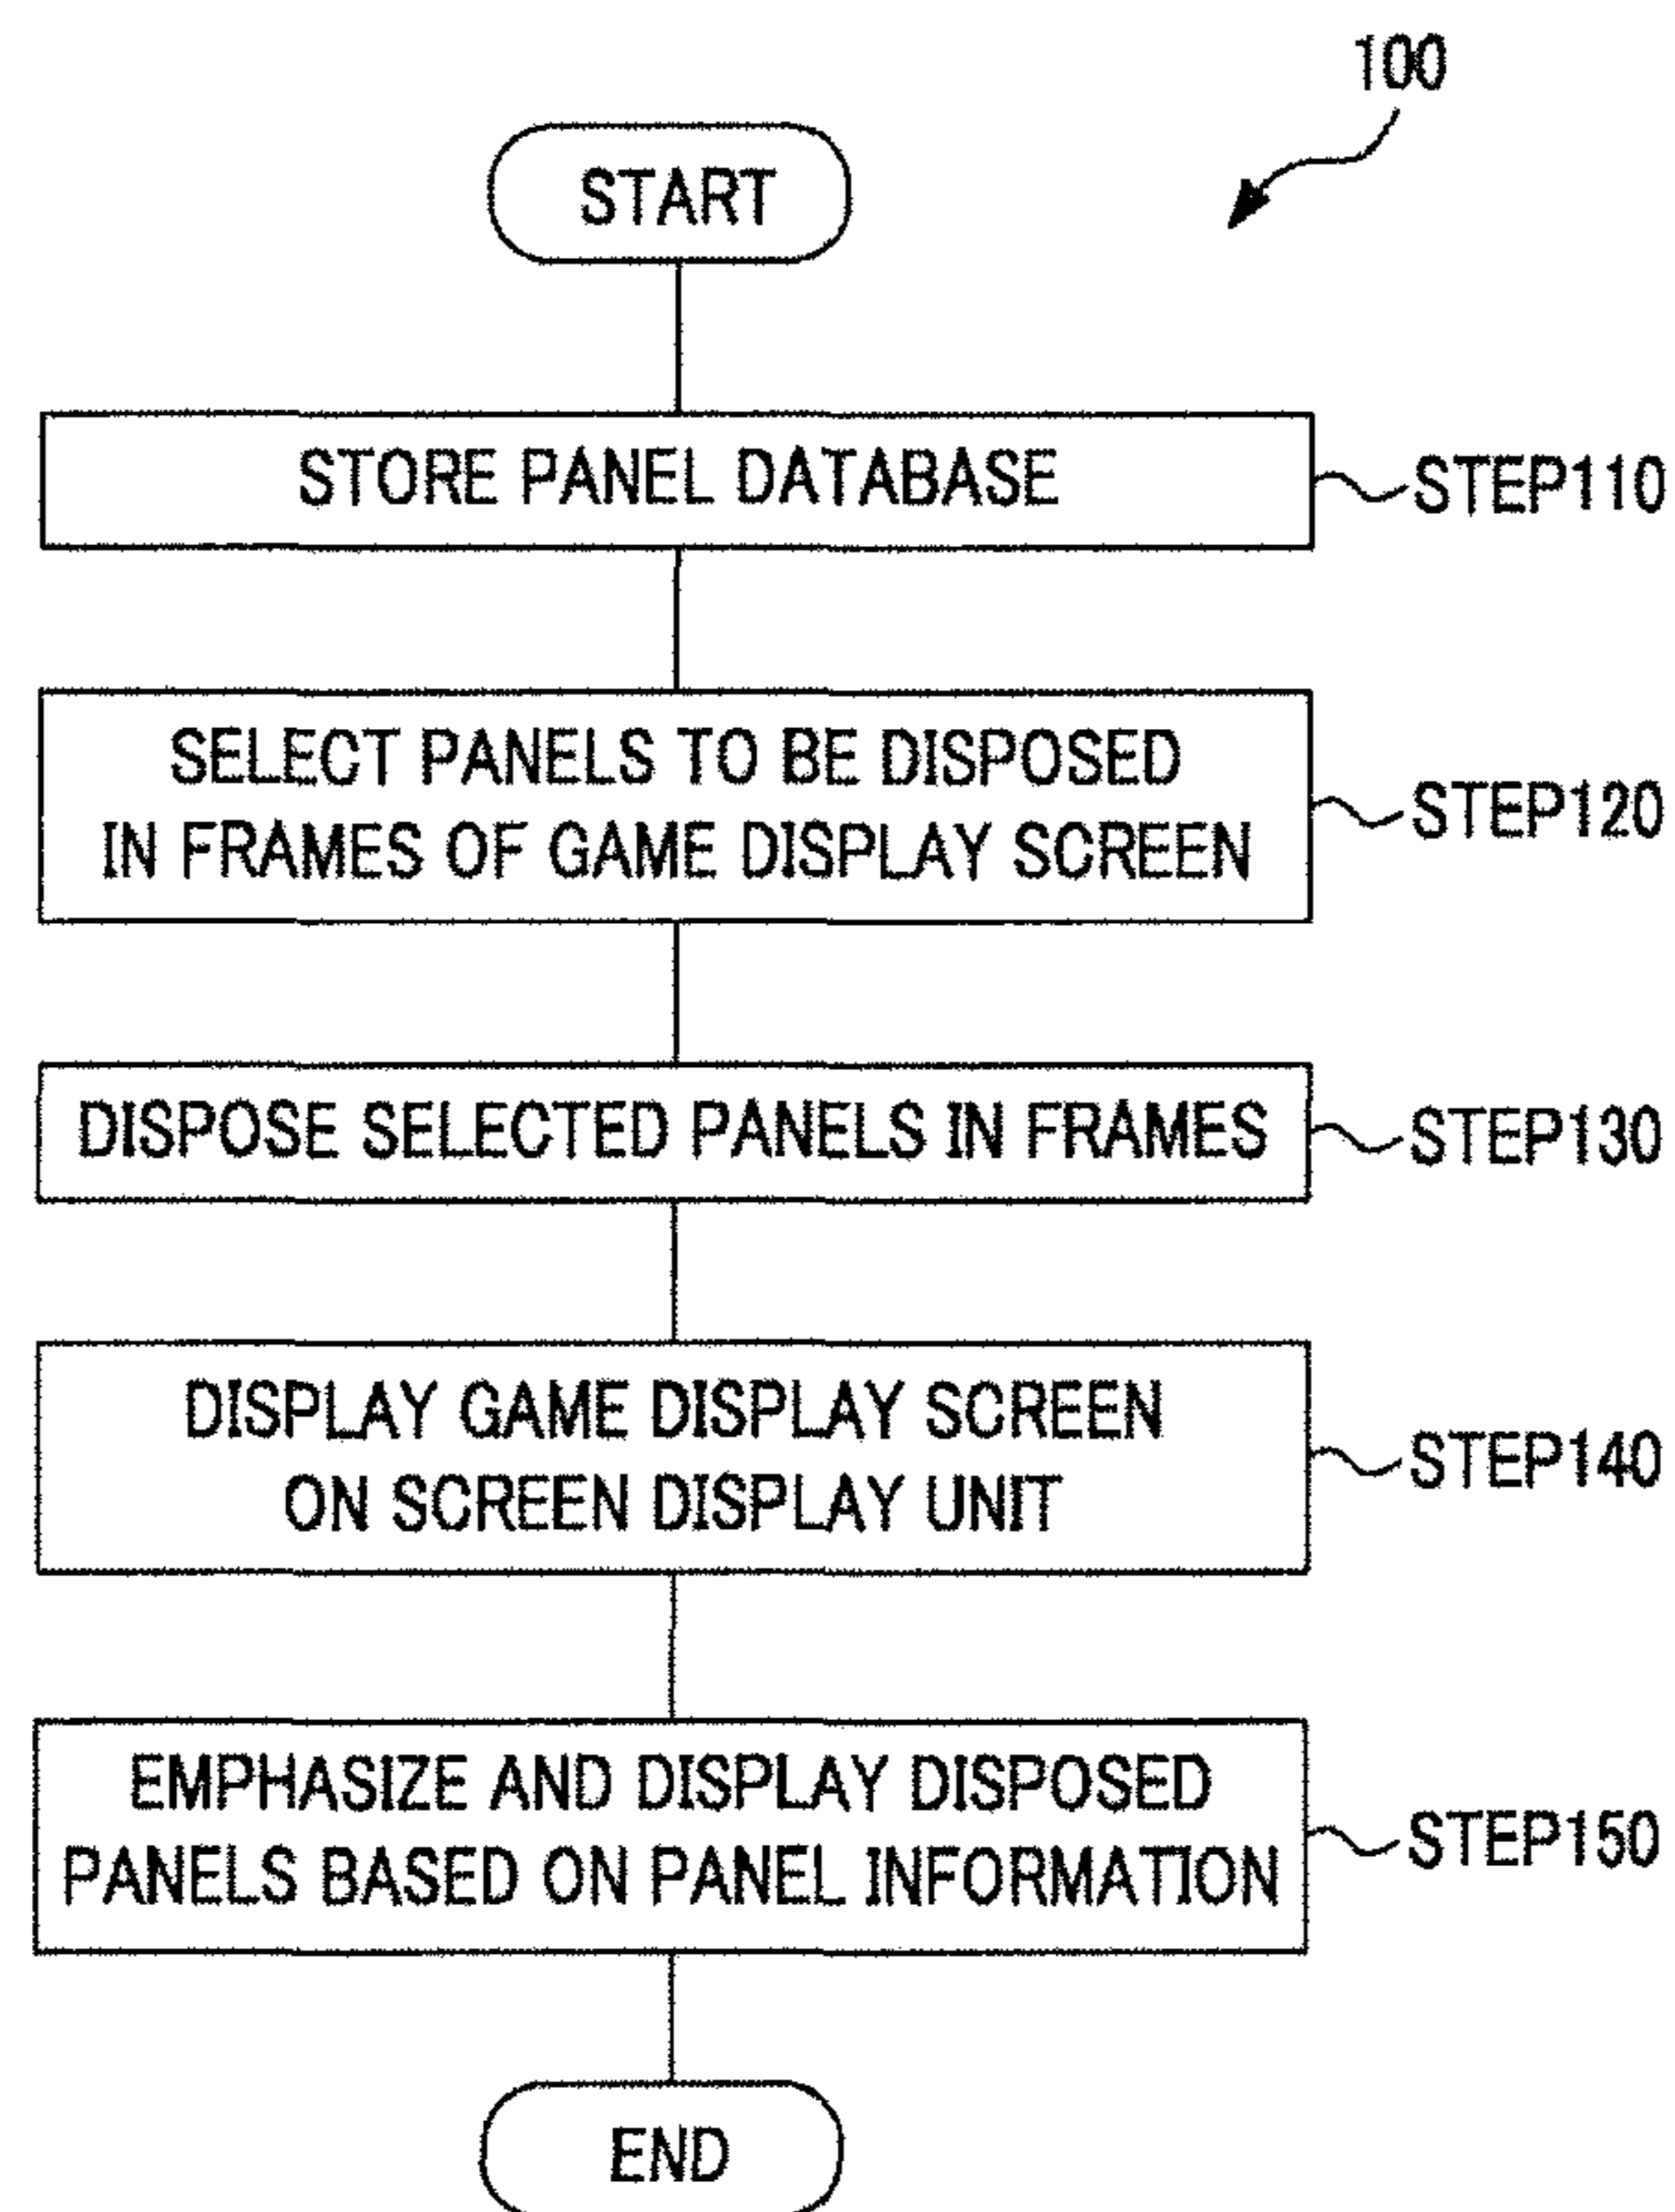 100
START
STORE PANEL DATABASE
STEP110
SELECT PANELS TO BE DISPOSED
IN FRAMES OF GAME DISPLAY SCREEN
STEP120
DISPOSE SELECTED PANELS IN FRAMES
STEP130
DISPLAY GAME DISPLAY SCREEN
ON SCREEN DISPLAY UNIT
STEP140
EMPHASIZE AND DISPLAY DISPOSED
PANELS BASED ON PANEL INFORMATION
STEP150
END